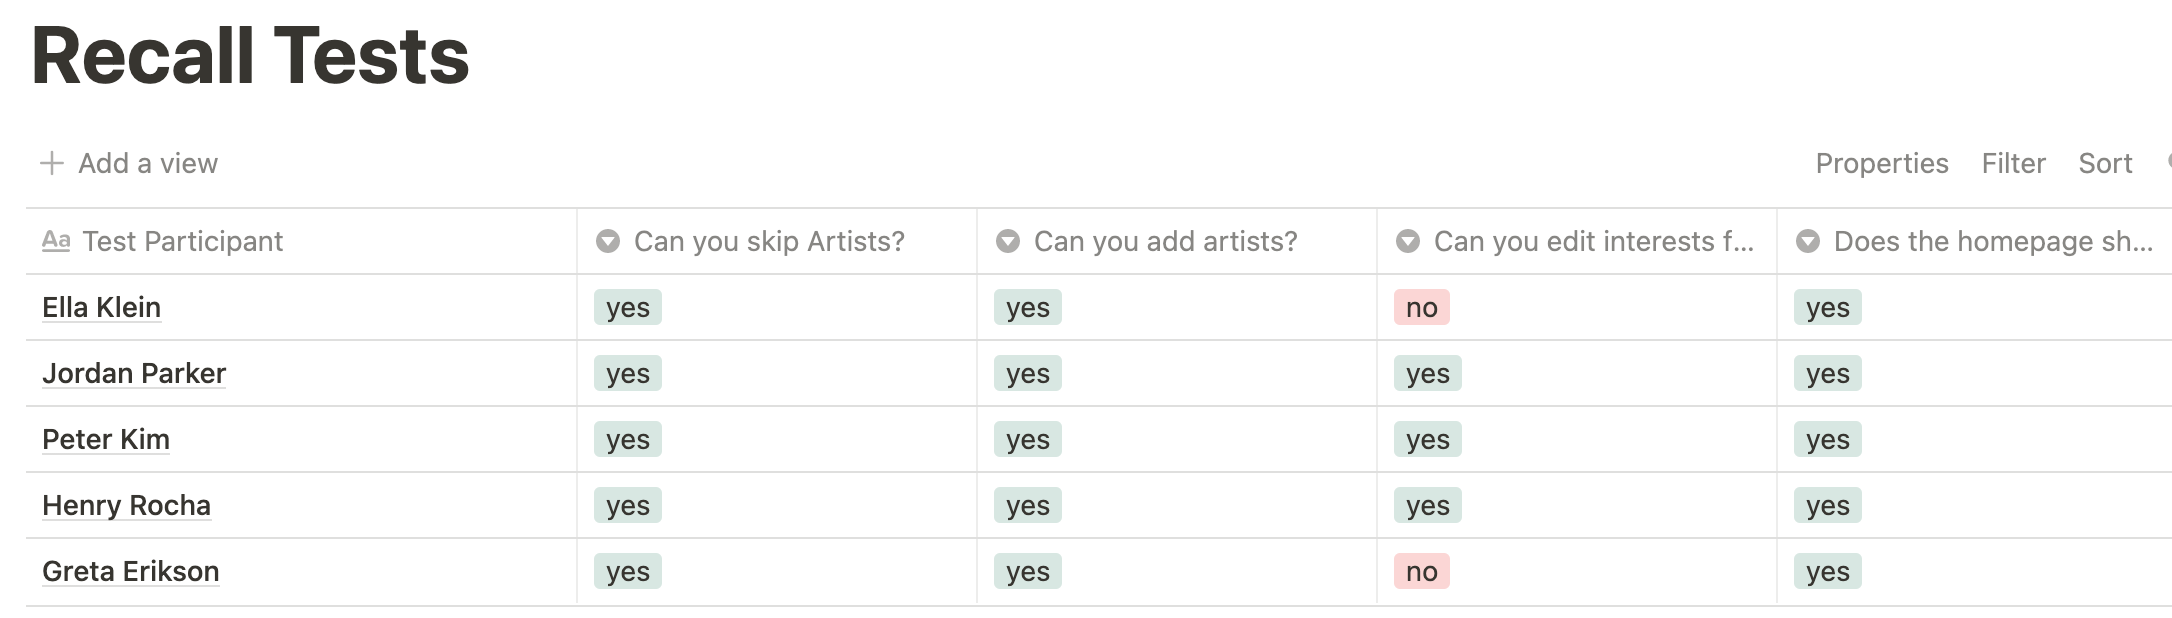 Recall Tests
Add a view
Properties Filter Sort
Aa Test Participant Can you skip Artists? Can you add artists? Can you edit interests f... Does the homepage sh...
Ella Klein yes yes no yes
Jordan Parker yes yes yes yes
Peter Kim yes yes yes yes
Henry Rocha yes yes yes yes
Greta Erikson yes yes no yes